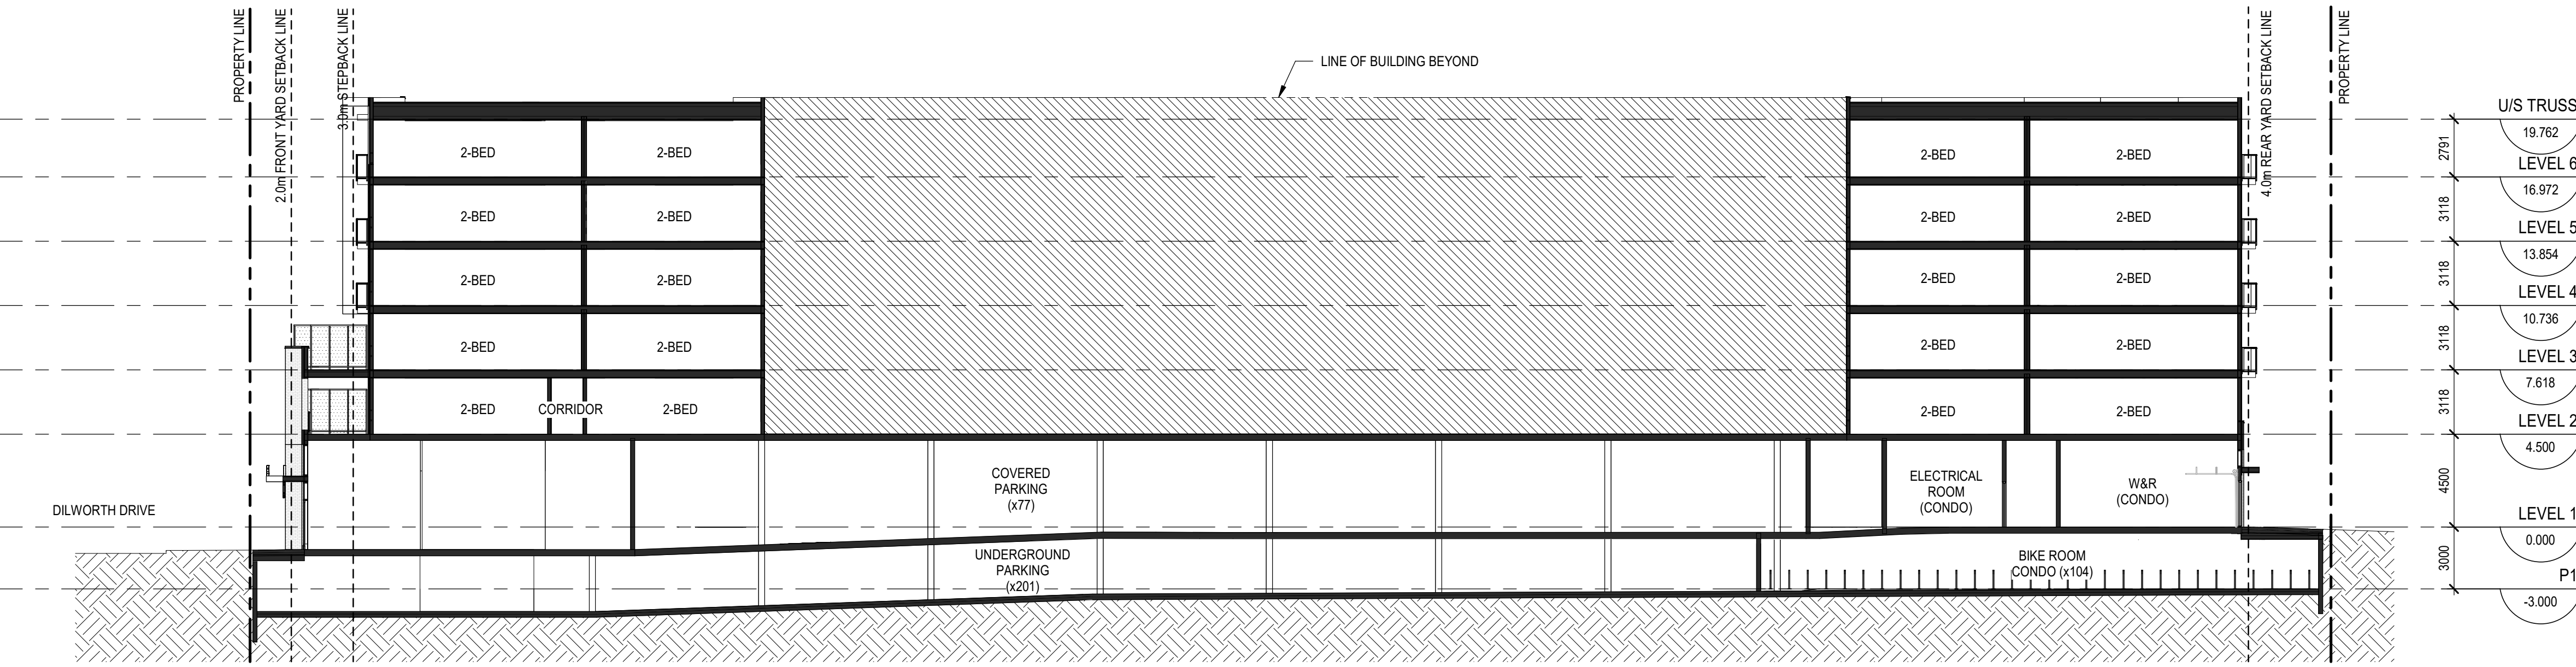 PROPERTY LINE
2.0m FRONT YARD SETBACK LINE
3.0m STEPBACK LINE
LINE OF BUILDING BEYOND
4.0m REAR YARD SETBACK LINE
PROPERTY LINE
U/S TRUSS
19.762
2791
2-BED
2-BED
2-BED
2-BED
LEVEL 6
16.972
3118
2-BED
2-BED
2-BED
2-BED
LEVEL 5
13.854
3118
2-BED
2-BED
2-BED
2-BED
LEVEL 4
10.736
3118
2-BED
2-BED
2-BED
2-BED
LEVEL 3
7.618
3118
2-BED
CORRIDOR
2-BED
2-BED
2-BED
LEVEL 2
4.500
4500
COVERED
PARKING
(x77)
ELECTRICAL
ROOM
(CONDO)
W&R
(CONDO)
DILWORTH DRIVE
LEVEL 1
0.000
3000
UNDERGROUND
PARKING
(x201)
BIKE ROOM
CONDO (x104)
P1
-3.000